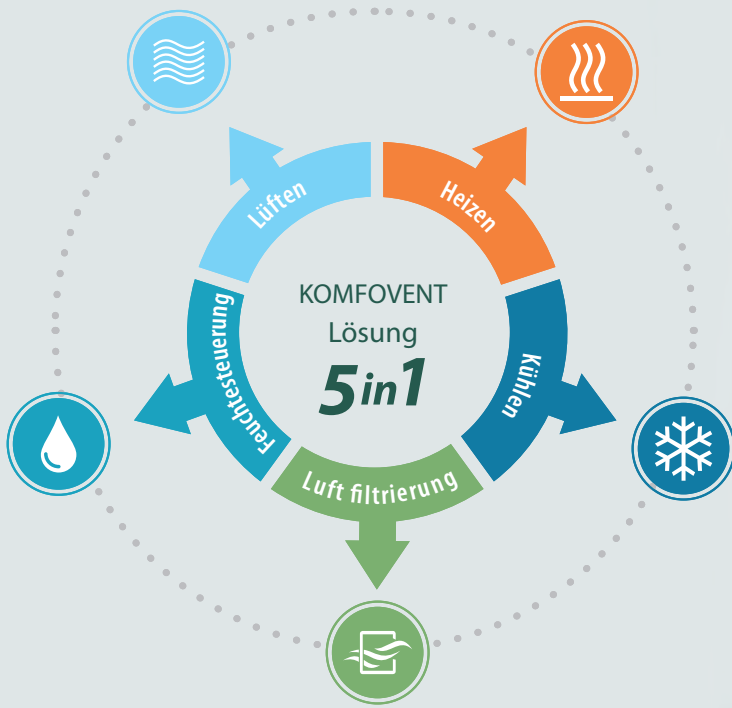 Lüften
Heizen
KOMFOVENT
Lösung
5in1
Feuchtesteuerung
Kühlen
Luft filtrierung